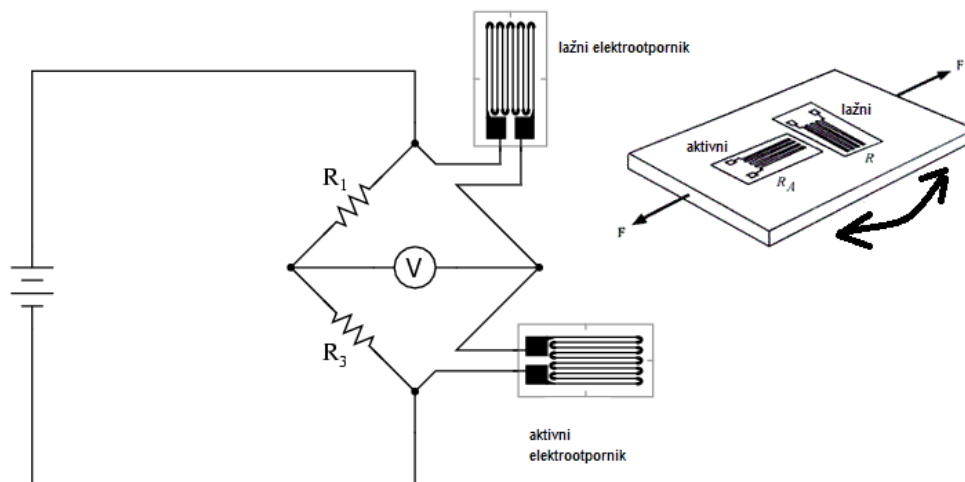 lažni elektrootpornik
R1
V
R3
aktivni
elektrootpornik
F
lažni
aktivni
R
RA
F